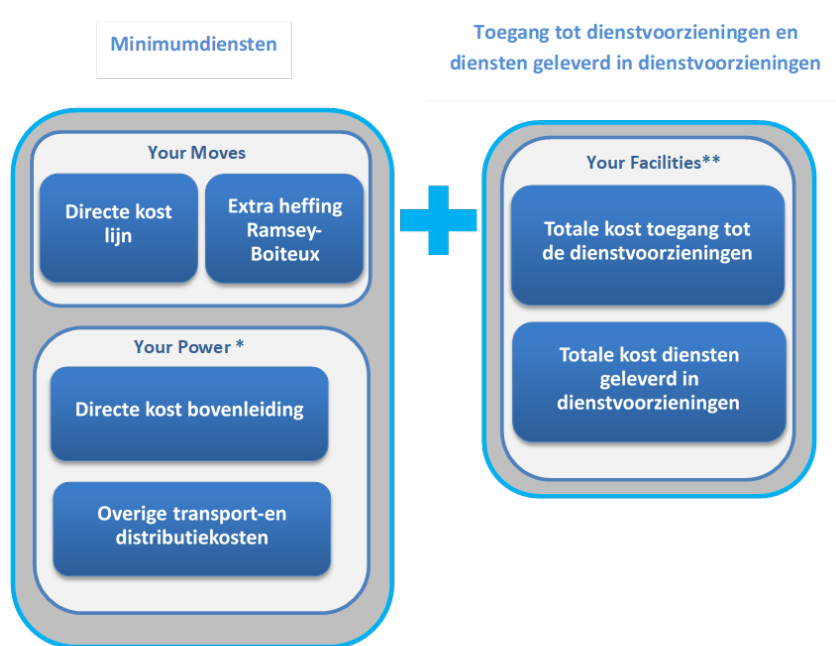 Minimumdiensten
Toegang tot dienstvoorzieningen en
diensten geleverd in dienstvoorzieningen
Your Moves
Directe kost
lijn
Extra heffing
Ramsey-
Boiteux
Your Power *
Directe kost bovenleiding
Overige transport-en
distributiekosten
Your Facilities**
Totale kost toegang tot
de dienstvoorzieningen
Totale kost diensten
geleverd in
dienstvoorzieningen